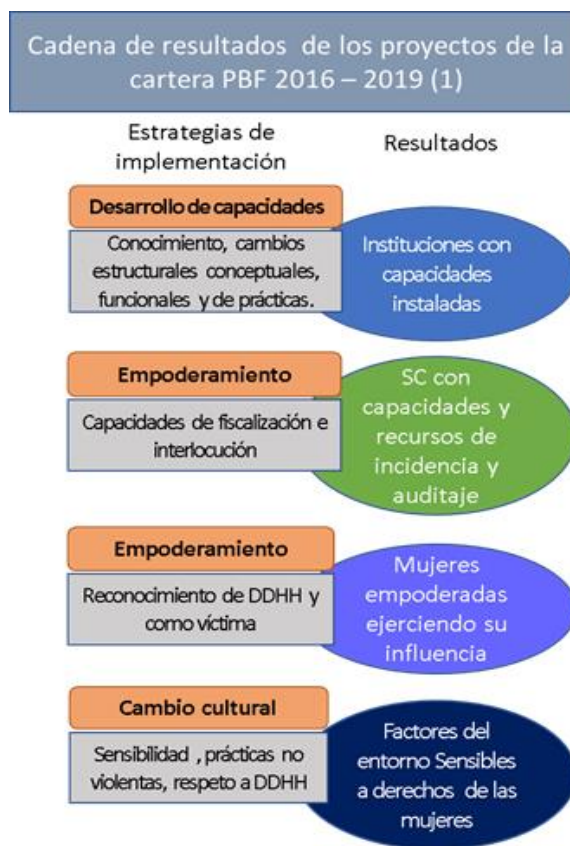 Cadena de resultados de los proyectos de la
cartera PBF 2016 – 2019 (1)
Estrategias de
implementación
Resultados
Desarrollo de capacidades
Conocimiento, cambios
estructurales conceptuales,
funcionales y de prácticas.
Instituciones con
capacidades
instaladas
Empoderamiento
Capacidades de fiscalización e
interlocución
SC con
capacidades y
recursos de
incidencia y
auditaje
Empoderamiento
Reconocimiento de DDHH y
como víctima
Mujeres
empoderadas
ejerciendo su
influencia
Cambio cultural
Sensibilidad , prácticas no
violentas, respeto a DDHH
Factores del
entorno Sensibles
a derechos de las
mujeres